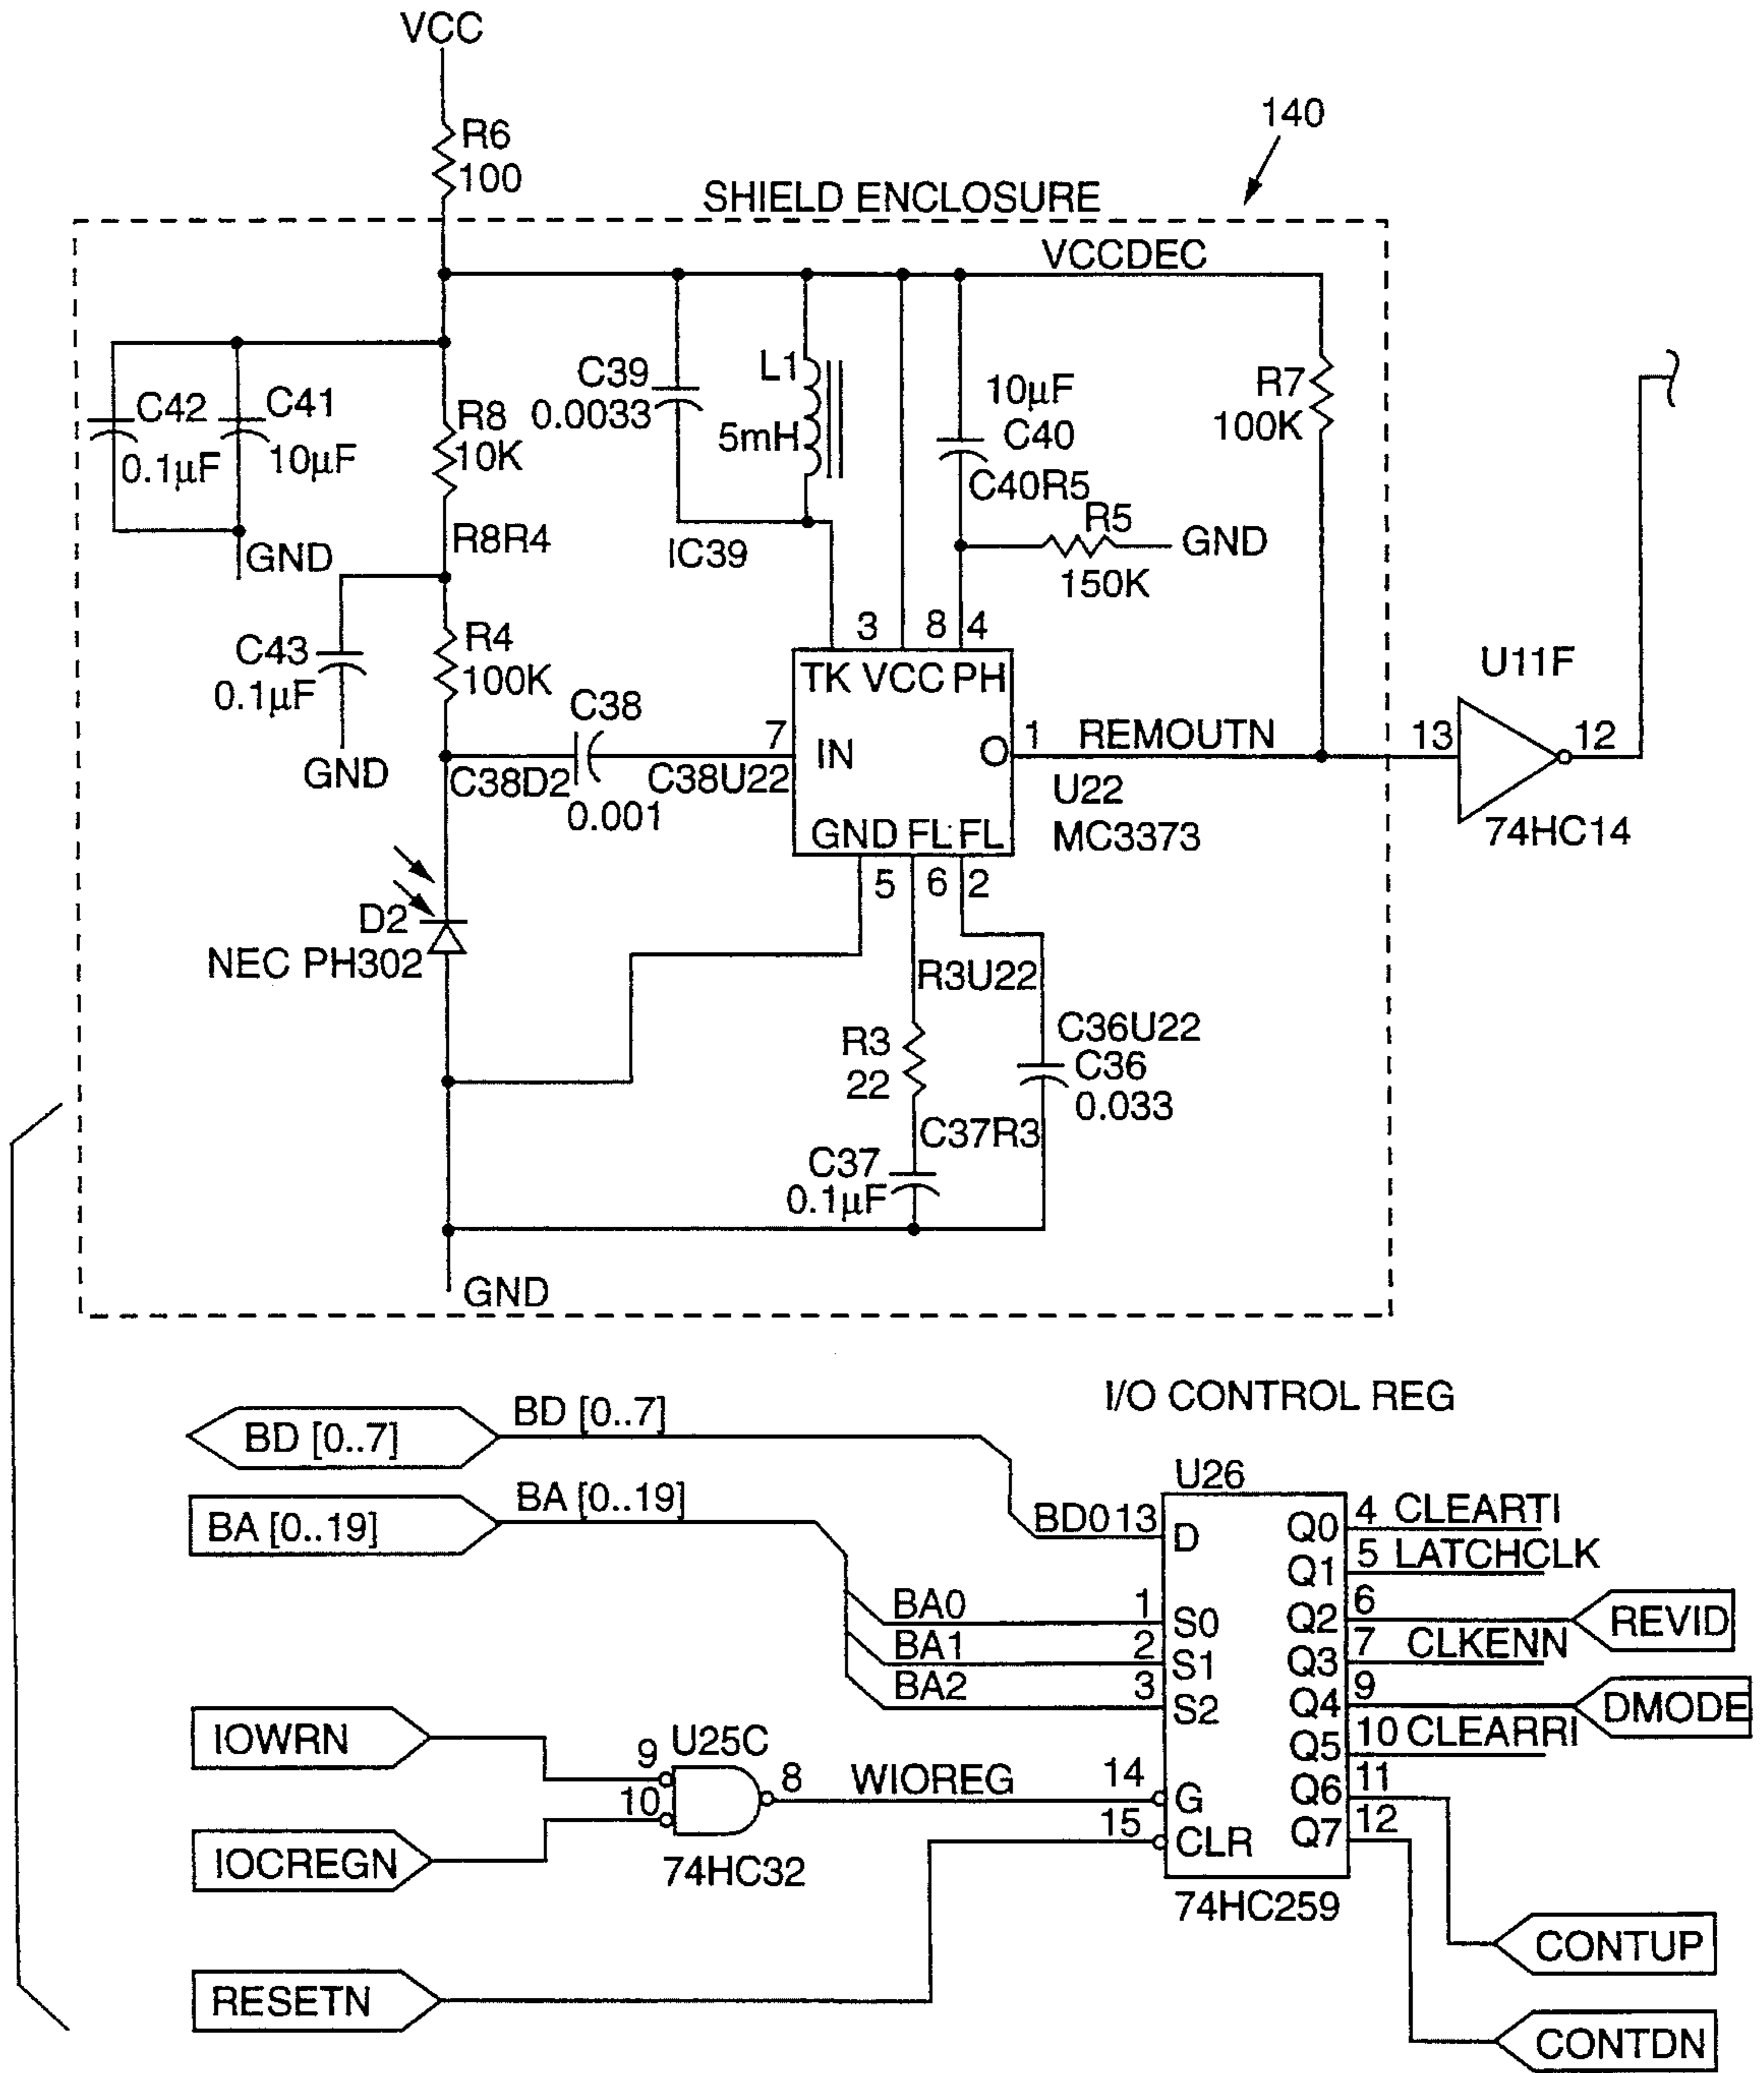 VCC
R6
100
140
SHIELD ENCLOSURE
VCCDEC
C42
0.1µF
C41
10µF
GND
R8
10K
R8R4
C39
0.0033
L1
5mH
IC39
10µF
C40
C40R5
R5
150K
GND
R7
100K
C43
0.1µF
GND
R4
100K
C38
C38D2
0.001
C38U22
7
3
8
4
TK VCC PH
IN
O
GND FL FL
1
REMOUTN
U22
MC3373
5
6
2
13
U11F
12
74HC14
D2
NEC PH302
R3U22
R3
22
C36U22
C36
0.033
C37R3
C37
0.1µF
GND
I/O CONTROL REG
BD [0..7]
BD [0..7]
BA [0..19]
BA [0..19]
U26
BD0 13
D
BA0
1
S0
BA1
2
S1
BA2
3
S2
Q0
4
CLEARTI
Q1
5
LATCHCLK
Q2
6
REVID
Q3
7
CLKENN
Q4
9
DMODE
Q5
10
CLEARRI
Q6
11
Q7
12
IOWRN
9
U25C
10
8
WIOREG
14
G
15
CLR
IOCREGN
74HC32
74HC259
CONTUP
RESETN
CONTDN